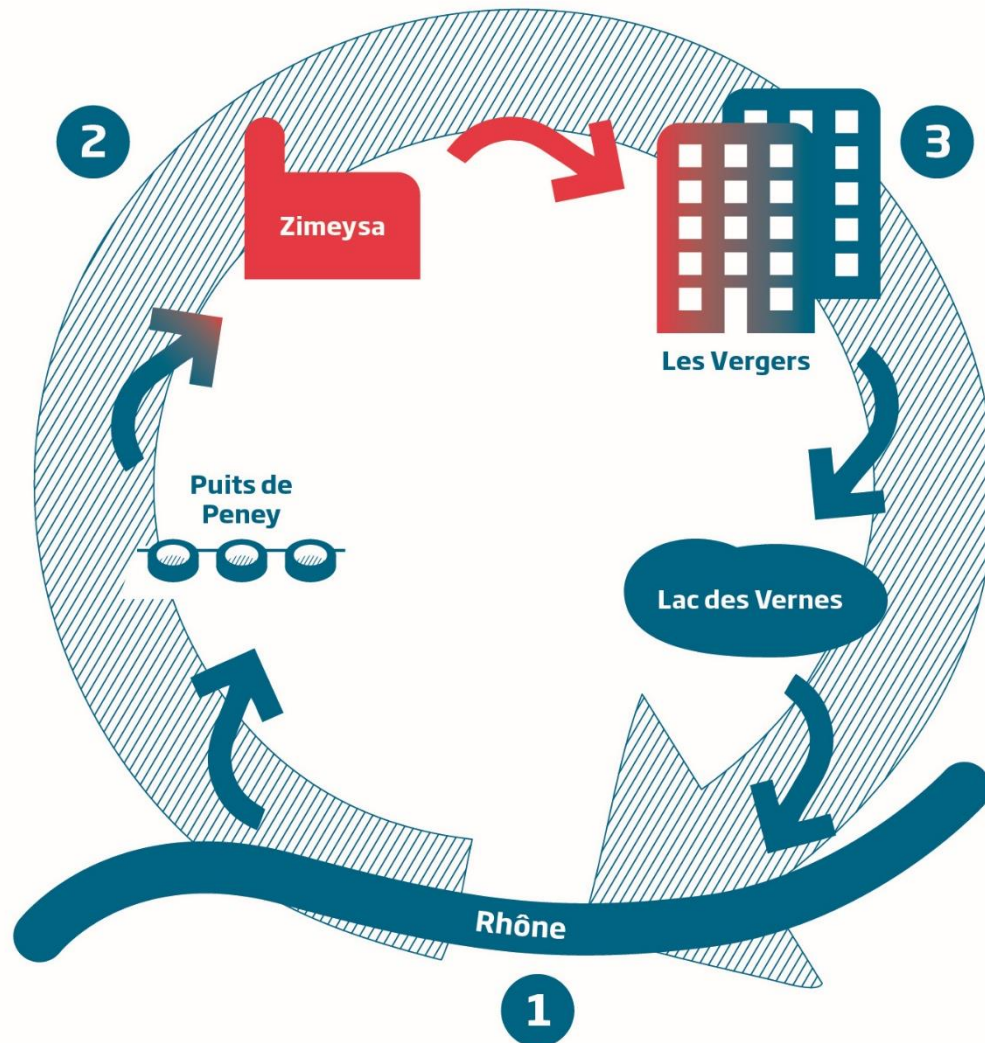 2
3
Zimeysa
Les Vergers
Puits de
Peney
Lac des Vernes
Rhône
1